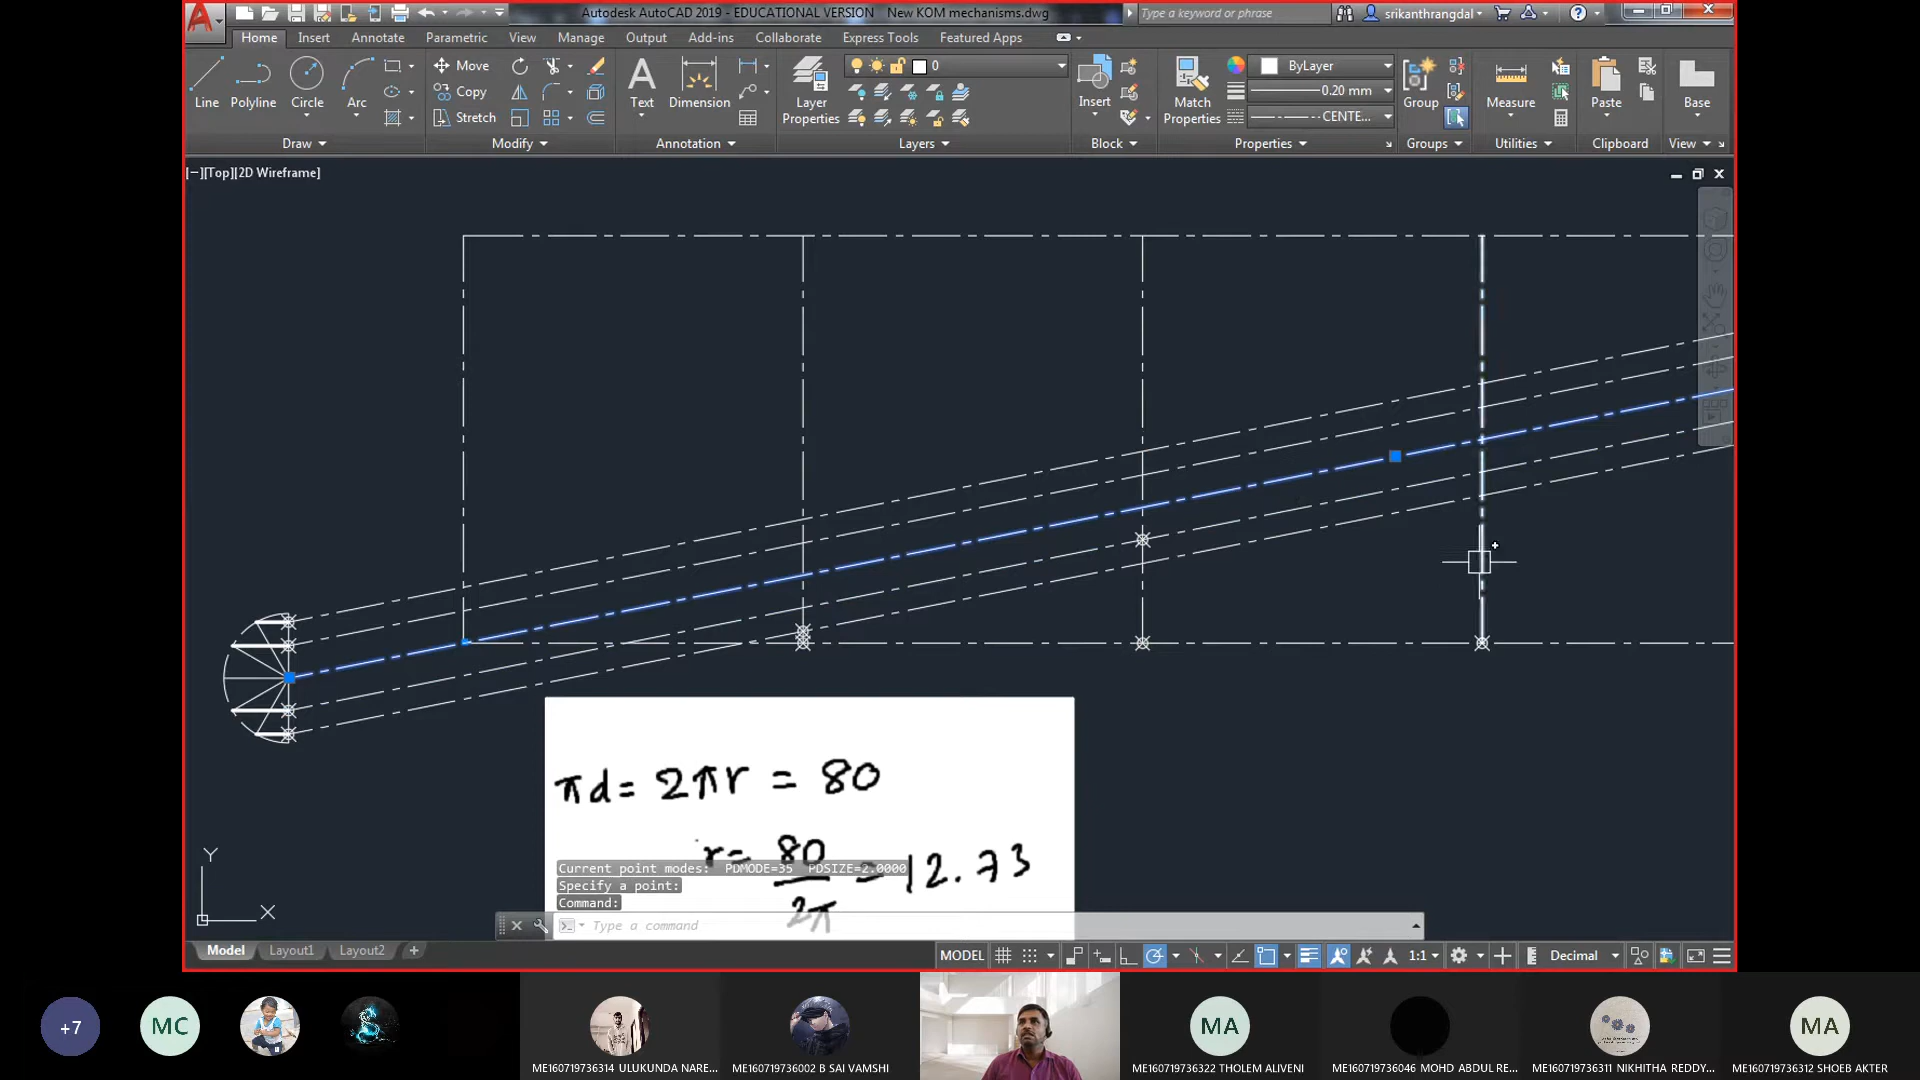 Autodesk AutoCAD 2019 - EDUCATIONAL VERSION New KOM mechanisms.dwg
Type a keyword or phrase
srikanthrangdal
Home Insert Annotate Parametric View Manage Output Add-ins Collaborate Express Tools Featured Apps
Line Polyline Circle Arc
Move
Copy
Stretch
Text Dimension
Layer Properties
0
Insert
Match Properties
ByLayer
0.20 mm
CENTE...
Group
Measure
Paste
Base
Draw Modify Annotation Layers Block Properties Groups Utilities Clipboard View
[−][Top][2D Wireframe]
πd = 2πr = 80
r = 80/2π = 12.73
Current point modes: PDMODE=35 PDSIZE=2.0000
Specify a point:
Command:
Type a command
Y
X
Model Layout1 Layout2 +
MODEL 1:1 Decimal
+7 MC MA MA
ME160719736314 ULUKUNDA NARE...
ME160719736002 B SAI VAMSHI
ME160719736322 THOLEM ALIVENI
ME160719736046 MOHD ABDUL RE...
ME160719736311 NIKHITHA REDDY...
ME160719736312 SHOEB AKTER